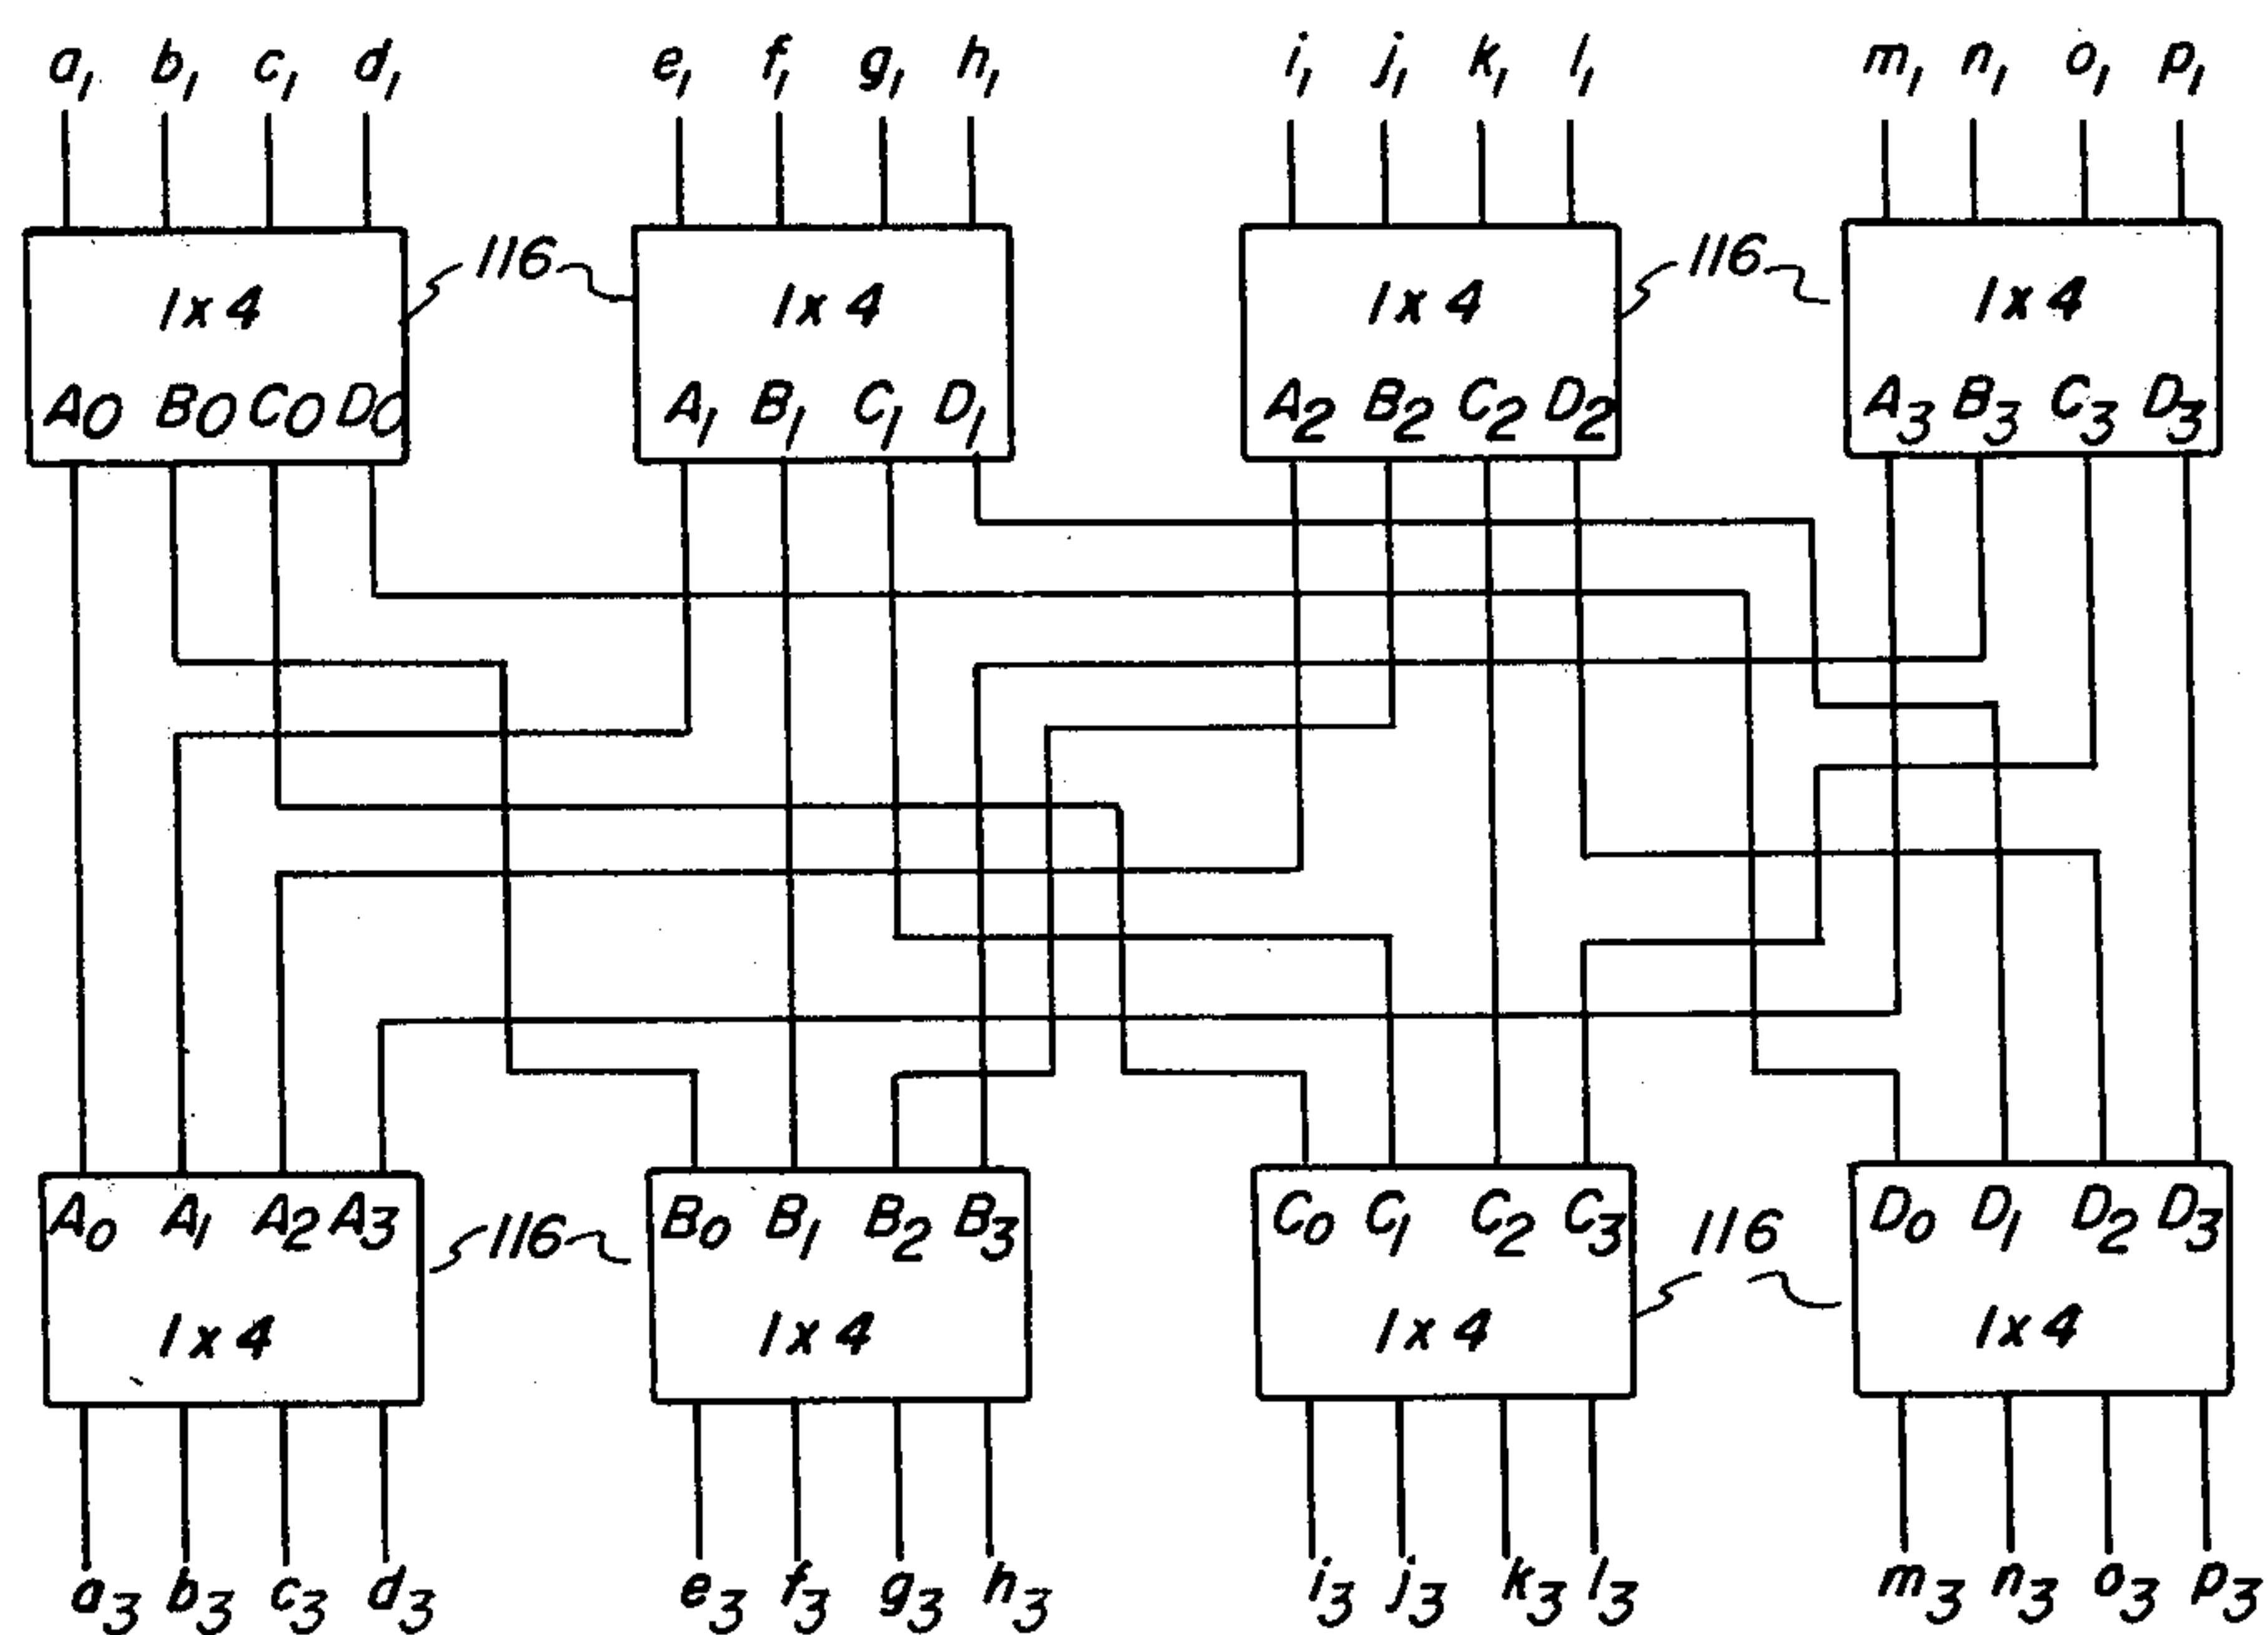 a₁ b₁ c₁ d₁ e₁ f₁ g₁ h₁ i₁ j₁ k₁ l₁ m₁ n₁ o₁ p₁
116 116
1x4 1x4 1x4 1x4
A₀ B₀ C₀ D₀ A₁ B₁ C₁ D₁ A₂ B₂ C₂ D₂ A₃ B₃ C₃ D₃
A₀ A₁ A₂ A₃ B₀ B₁ B₂ B₃ C₀ C₁ C₂ C₃ D₀ D₁ D₂ D₃
116 116
1x4 1x4 1x4 1x4
a₃ b₃ c₃ d₃ e₃ f₃ g₃ h₃ i₃ j₃ k₃ l₃ m₃ n₃ o₃ p₃